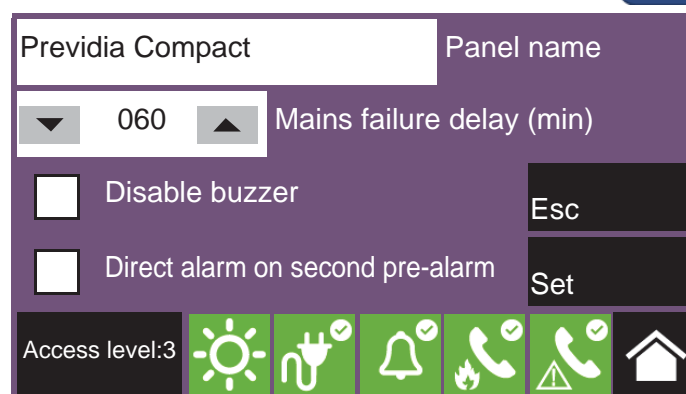 Previdia Compact Panel name
060 Mains failure delay (min)
Disable buzzer
Esc
Direct alarm on second pre-alarm
Set
Access level:3